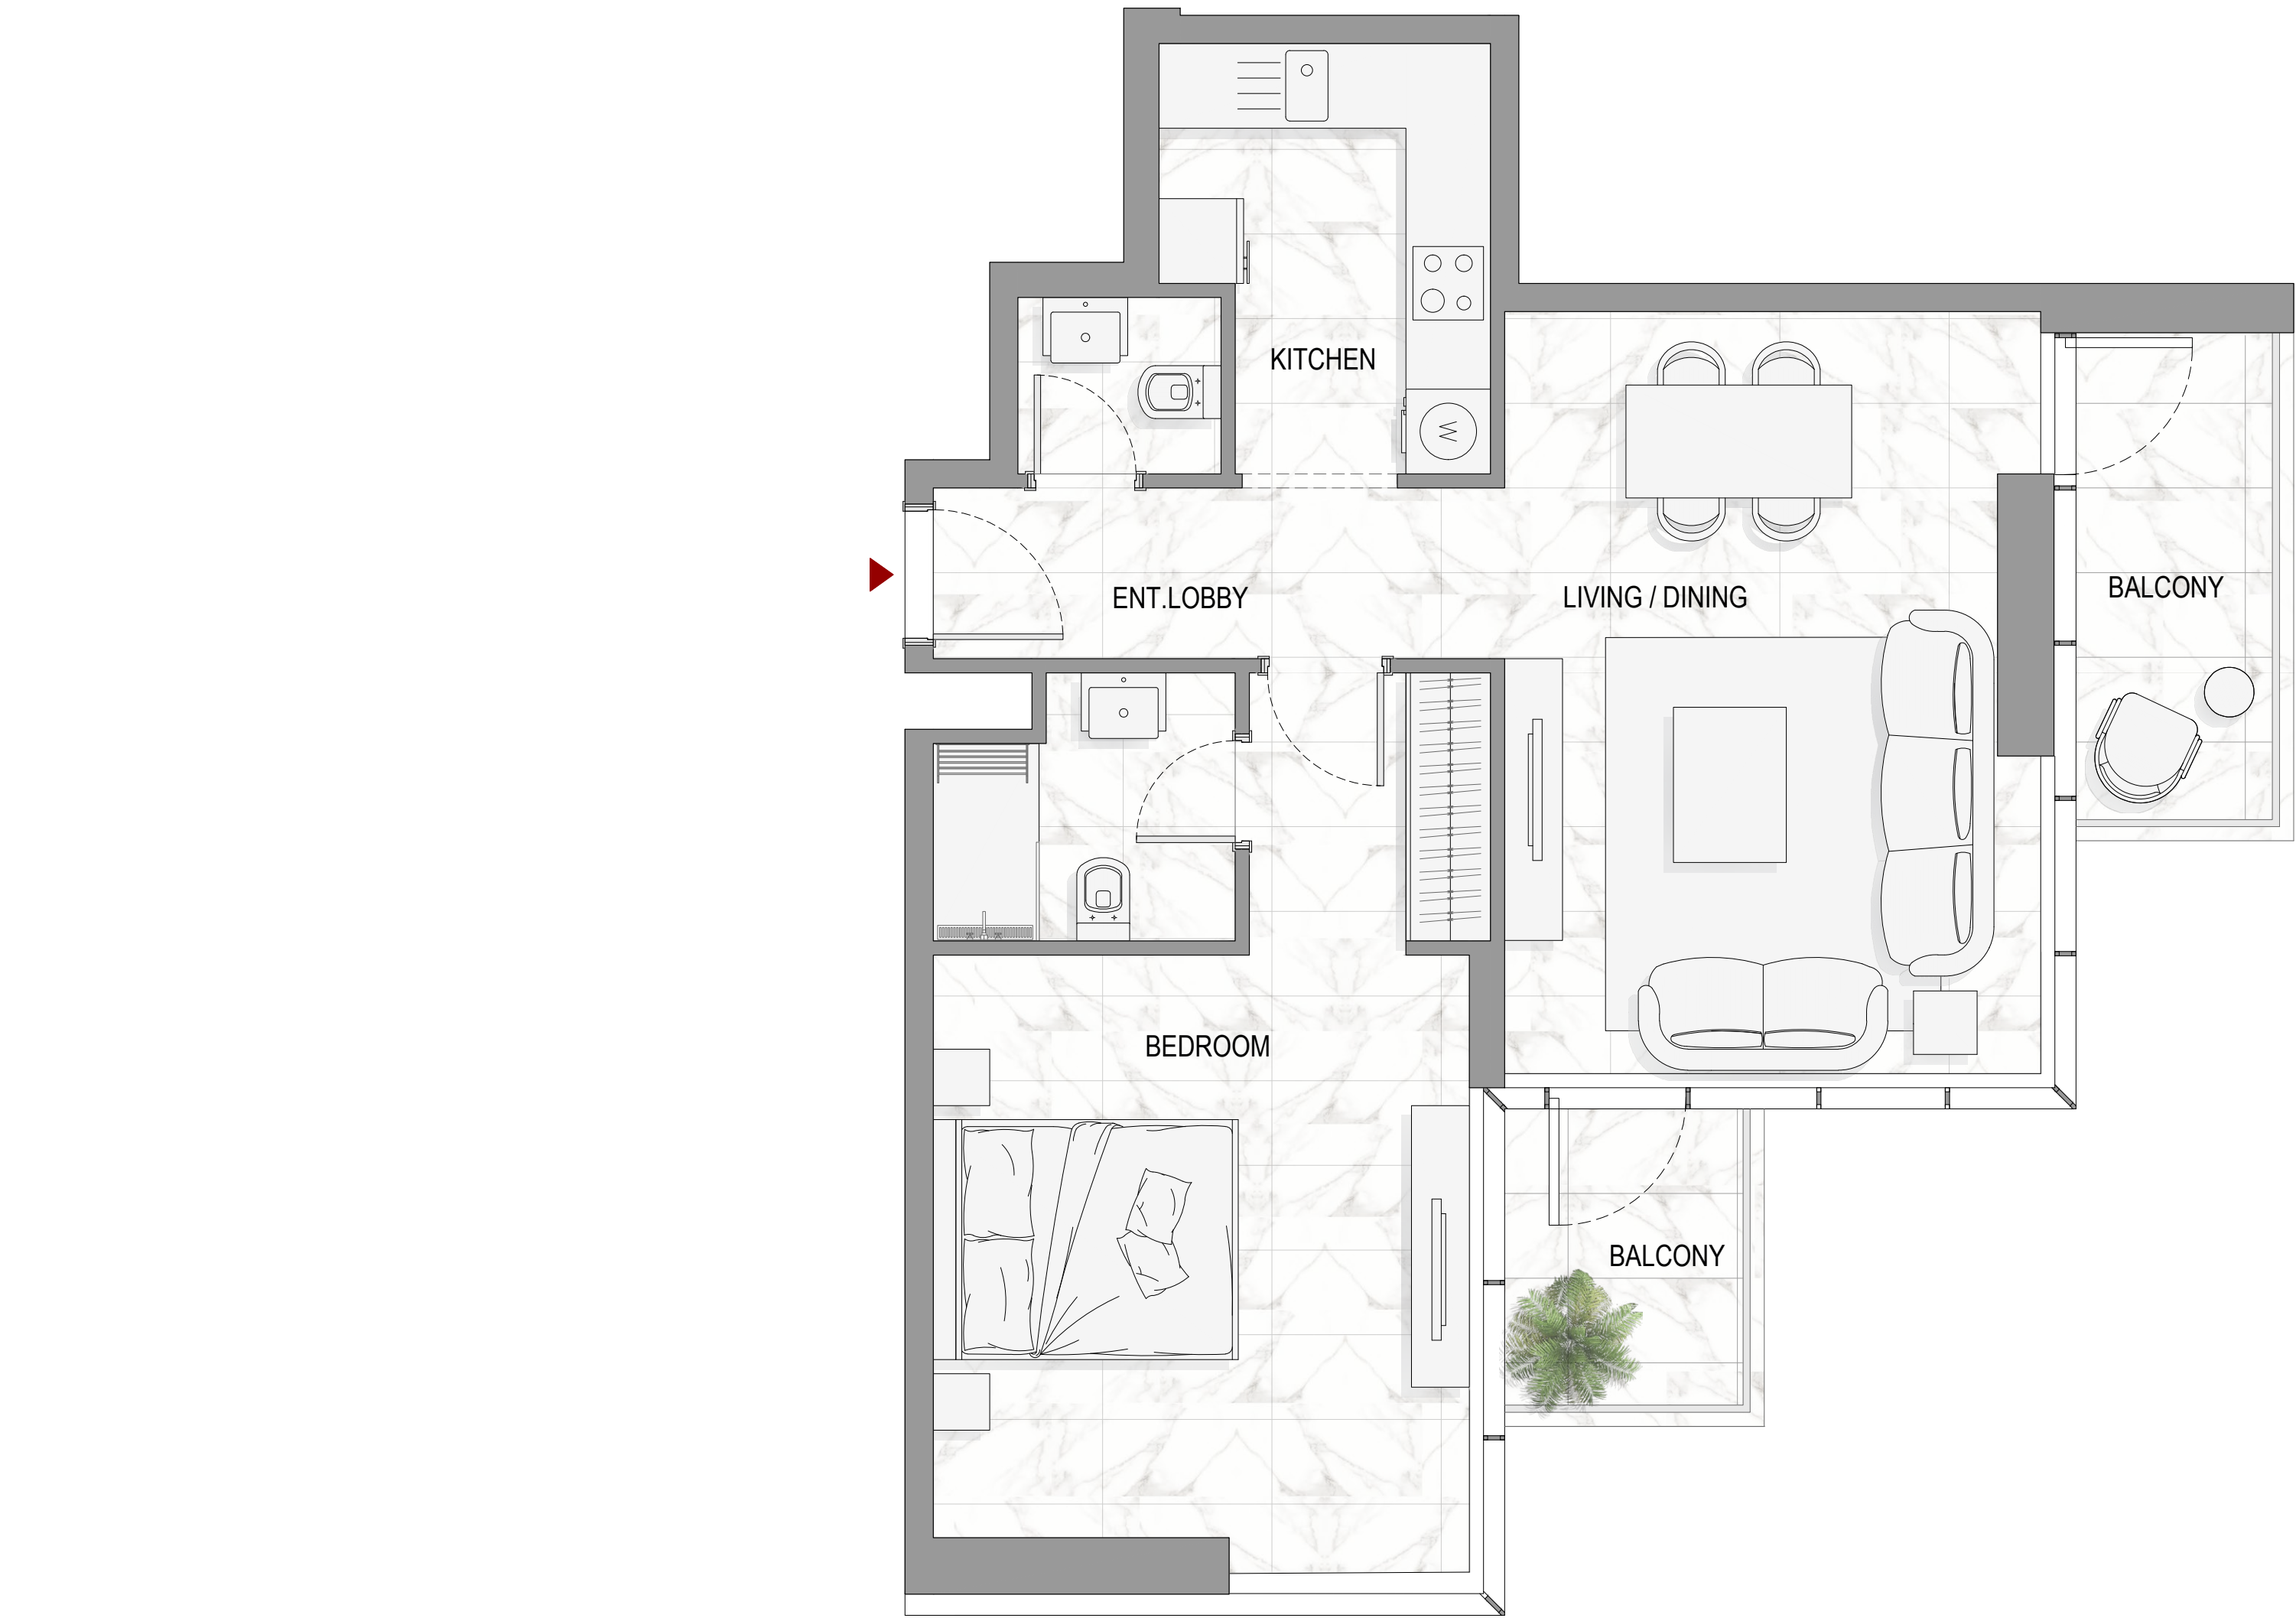 KITCHEN
ENT.LOBBY
LIVING / DINING
BALCONY
W
BEDROOM
BALCONY